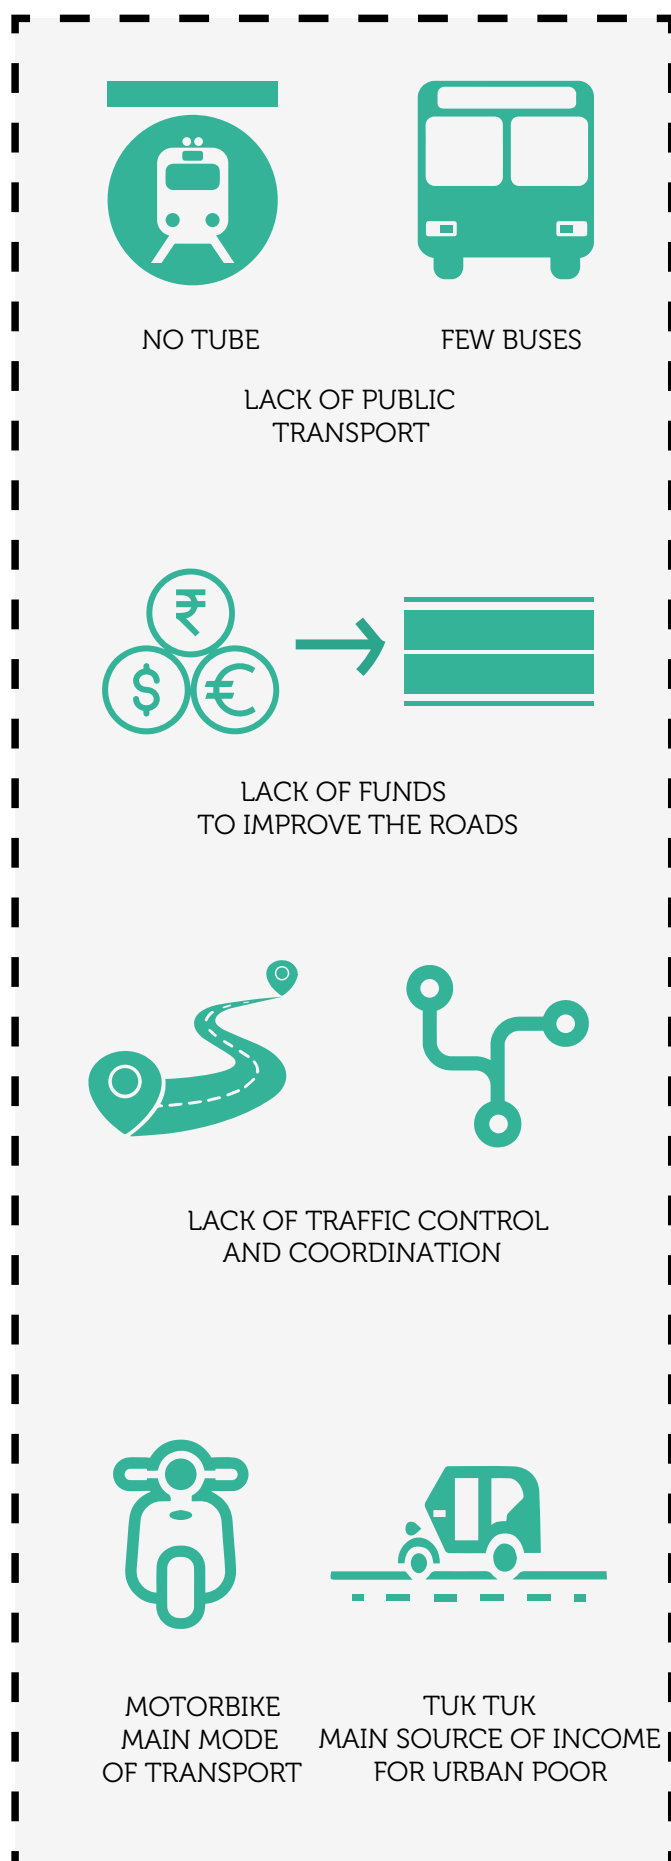 NO TUBE
FEW BUSES
LACK OF PUBLIC
TRANSPORT
₹
$
€
LACK OF FUNDS
TO IMPROVE THE ROADS
LACK OF TRAFFIC CONTROL
AND COORDINATION
MOTORBIKE
MAIN MODE
OF TRANSPORT
TUK TUK
MAIN SOURCE OF INCOME
FOR URBAN POOR